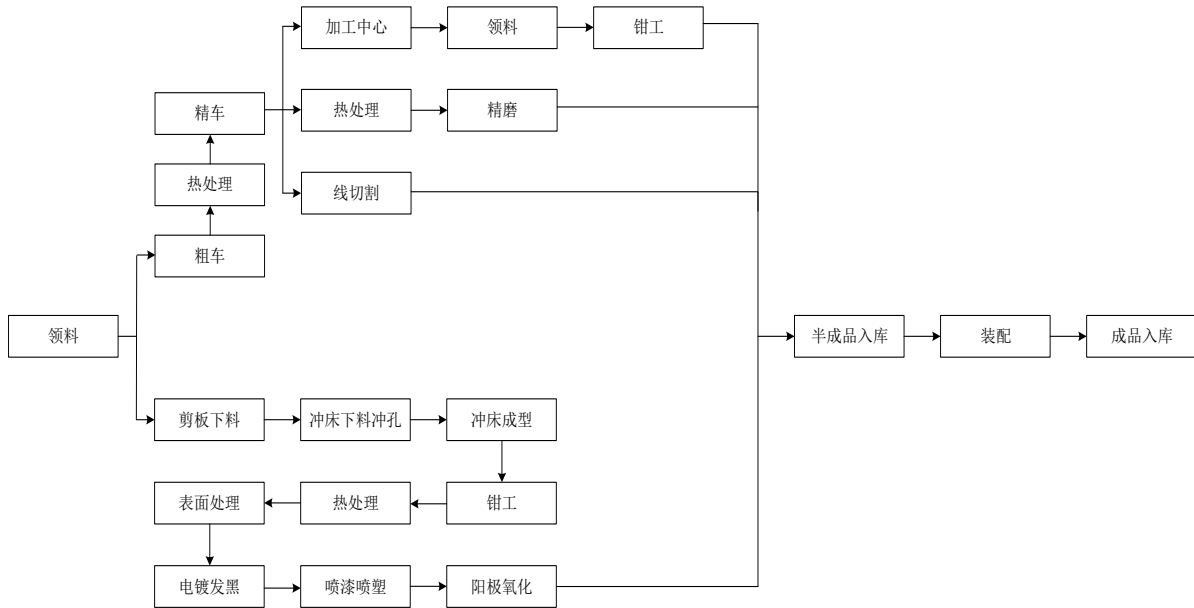 加工中心
领料
钳工
精车
热处理
精磨
热处理
线切割
粗车
领料
半成品入库
装配
成品入库
剪板下料
冲床下料冲孔
冲床成型
表面处理
热处理
钳工
电镀发黑
喷漆喷塑
阳极氧化